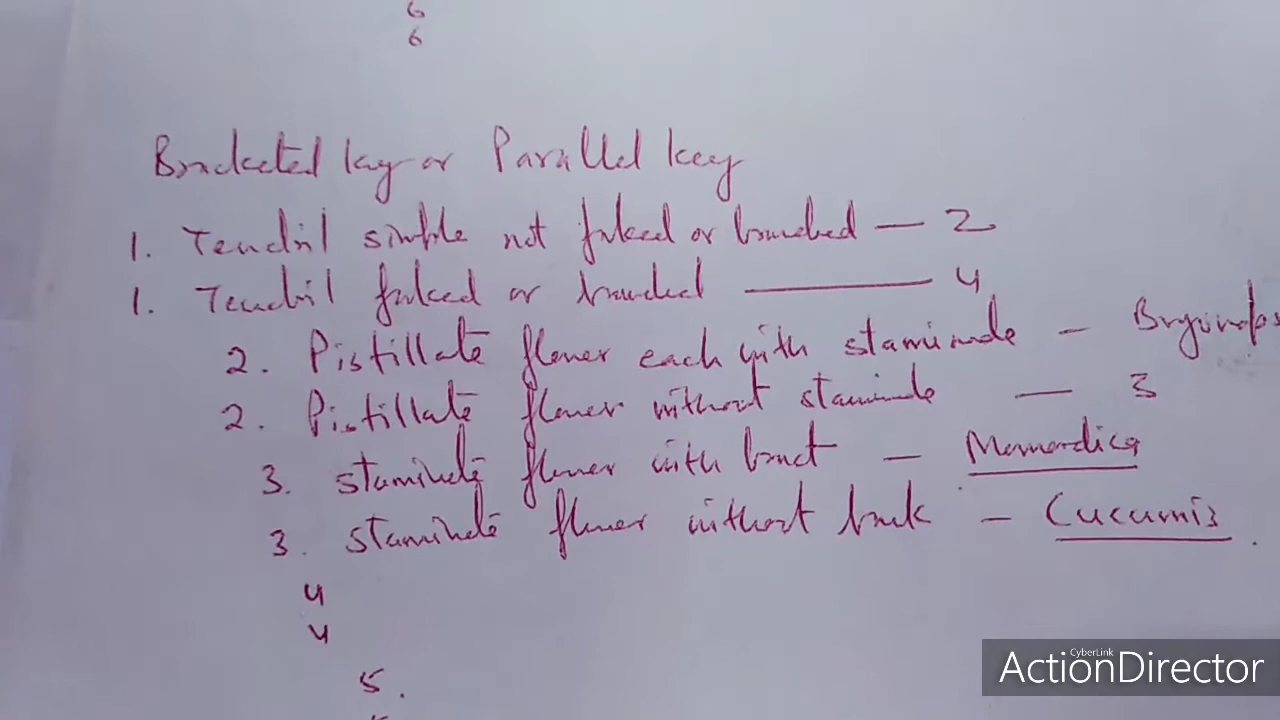 6
6
Bracketed key or Parallel key
1. Tendril simple not forked or branched — 2
1. Tendril forked or branched — 4
2. Pistillate flower each with staminode —
2. Pistillate flower without staminode — 3
3. staminate flower with bract — Momordica
3. staminate flower without bract — Cucumis
4
4
5.
CyberLink
ActionDirector